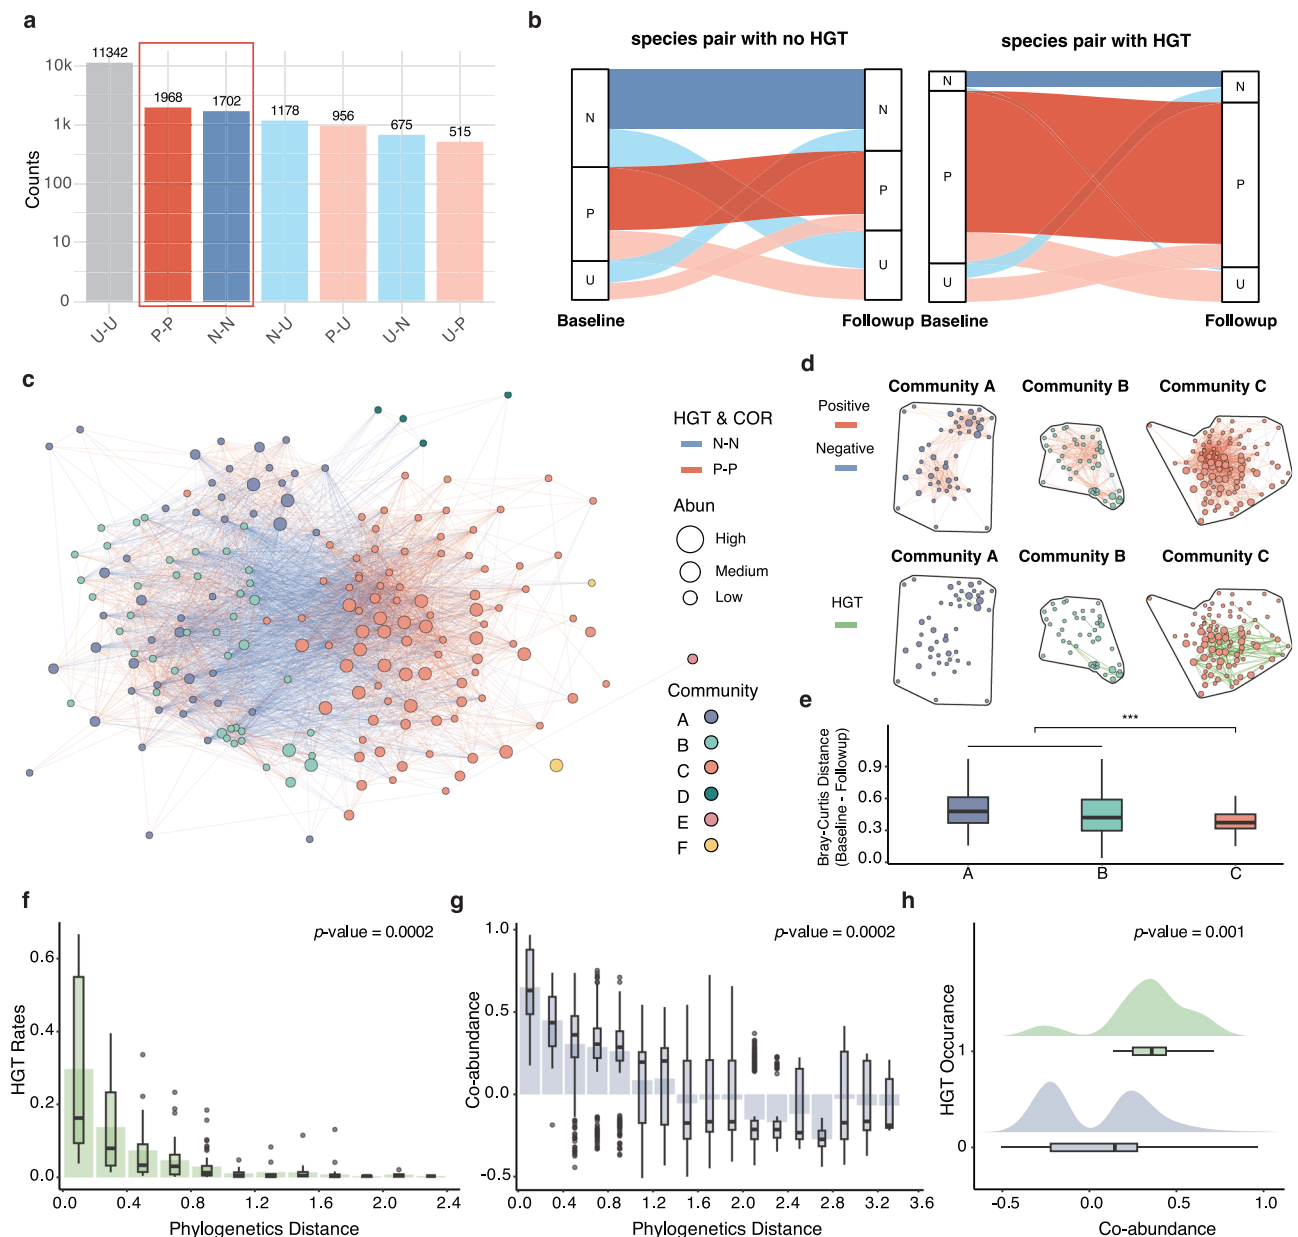 a
11342
1968
1702
1178
956
675
515
10k
1k
100
10
0
Counts
U-U
P-P
N-N
N-U
P-U
U-N
U-P
b
species pair with no HGT
species pair with HGT
N
P
U
N
P
U
N
P
U
N
P
U
Baseline
Followup
Baseline
Followup
c
HGT & COR
N-N
P-P
Abun
High
Medium
Low
Community
A
B
C
D
E
F
d
Community A
Community B
Community C
Positive
Negative
Community A
Community B
Community C
HGT
e
***
Bray-Curtis Distance
(Baseline - Followup)
0.9
0.6
0.3
0.0
A
B
C
f
p-value = 0.0002
HGT Rates
0.6
0.4
0.2
0.0
0.0
0.4
0.8
1.2
1.6
2.0
2.4
Phylogenetics Distance
g
p-value = 0.0002
Co-abundance
1.0
0.5
0.0
-0.5
0.0
0.4
0.8
1.2
1.6
2.0
2.4
2.8
3.2
3.6
Phylogenetics Distance
h
p-value = 0.001
HGT Occurance
1
0
-0.5
0.0
0.5
1.0
Co-abundance